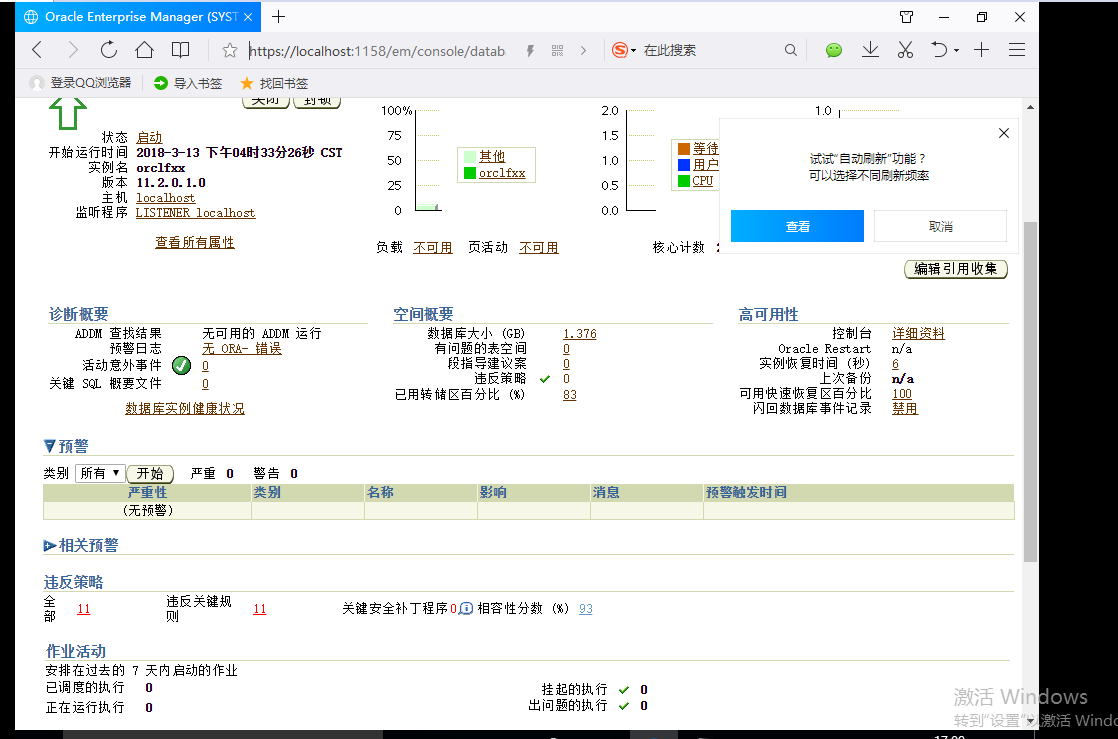 Oracle Enterprise Manager (SYST
https://localhost:1158/em/console/datab
在此搜索
登录QQ浏览器 导入书签 找回书签
关闭 封锁
状态 启动
开始运行时间 2018-3-13 下午04时33分26秒 CST
实例名 orclfxx
版本 11.2.0.1.0
主机 localhost
监听程序 LISTENER localhost
查看所有属性
100%
75
50
25
0
其他
orclfxx
负载 不可用 页活动 不可用
2.0
1.5
1.0
0.5
0.0
等待
用户
CPU
核心计数
1.0
试试“自动刷新”功能？
可以选择不同刷新频率
查看 取消
编辑引用收集
诊断概要
ADDM 查找结果 无可用的 ADDM 运行
预警日志 无 ORA- 错误
活动意外事件 0
关键 SQL 概要文件 0
数据库实例健康状况
空间概要
数据库大小 (GB) 1.376
有问题的表空间 0
段指导建议案 0
违反策略 0
已用转储区百分比 (%) 83
高可用性
控制台 详细资料
Oracle Restart n/a
实例恢复时间 (秒) 6
上次备份 n/a
可用快速恢复区百分比 100
闪回数据库事件记录 禁用
预警
类别 所有 开始 严重 0 警告 0
严重性 类别 名称 影响 消息 预警触发时间
(无预警)
相关预警
违反策略
全部 11 违反关键规则 11 关键安全补丁程序 0 相容性分数 (%) 93
作业活动
安排在过去的 7 天内启动的作业
已调度的执行 0 挂起的执行 0
正在运行执行 0 出问题的执行 0
激活 Windows
转到“设置”以激活 Windo